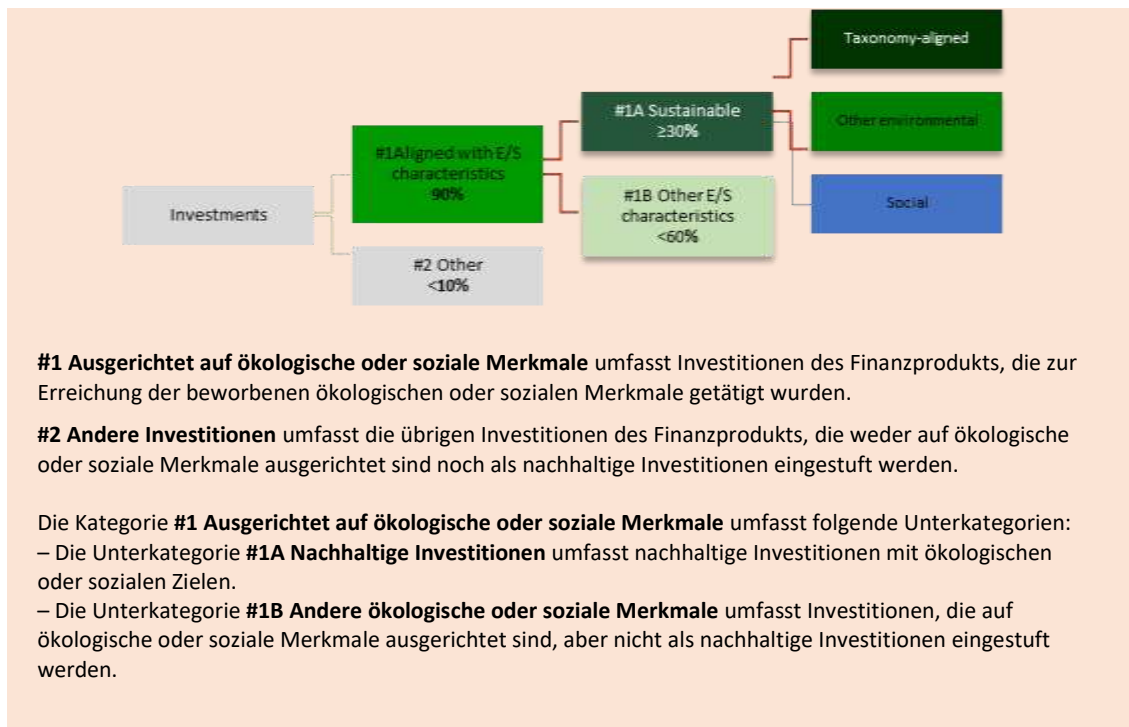 Taxonomy-aligned
#1A Sustainable
≥30%
Other environmental
#1Aligned with E/S
characteristics
90%
#1B Other E/S
characteristics
<60%
Social
Investments
#2 Other
<10%
#1 Ausgerichtet auf ökologische oder soziale Merkmale umfasst Investitionen des Finanzprodukts, die zur
Erreichung der beworbenen ökologischen oder sozialen Merkmale getätigt wurden.
#2 Andere Investitionen umfasst die übrigen Investitionen des Finanzprodukts, die weder auf ökologische
oder soziale Merkmale ausgerichtet sind noch als nachhaltige Investitionen eingestuft werden.
Die Kategorie #1 Ausgerichtet auf ökologische oder soziale Merkmale umfasst folgende Unterkategorien:
– Die Unterkategorie #1A Nachhaltige Investitionen umfasst nachhaltige Investitionen mit ökologischen
oder sozialen Zielen.
– Die Unterkategorie #1B Andere ökologische oder soziale Merkmale umfasst Investitionen, die auf
ökologische oder soziale Merkmale ausgerichtet sind, aber nicht als nachhaltige Investitionen eingestuft
werden.